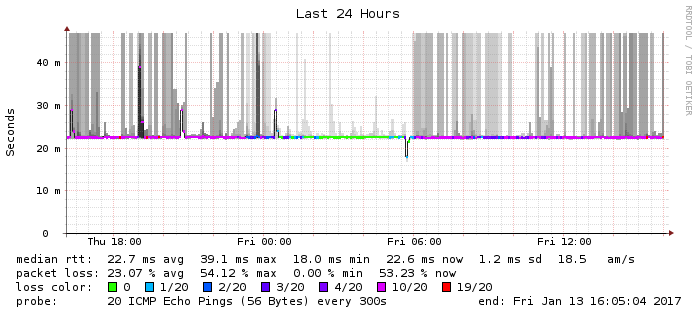 Last 24 Hours
RRDTOOL / TOBI OETIKER
Seconds
40 m
30 m
20 m
10 m
0
Thu 18:00 Fri 00:00 Fri 06:00 Fri 12:00
median rtt: 22.7 ms avg 39.1 ms max 18.0 ms min 22.6 ms now 1.2 ms sd 18.5 am/s
packet loss: 23.07 % avg 54.12 % max 0.00 % min 53.23 % now
loss color: 0 1/20 2/20 3/20 4/20 10/20 19/20
probe: 20 ICMP Echo Pings (56 Bytes) every 300s end: Fri Jan 13 16:05:04 2017